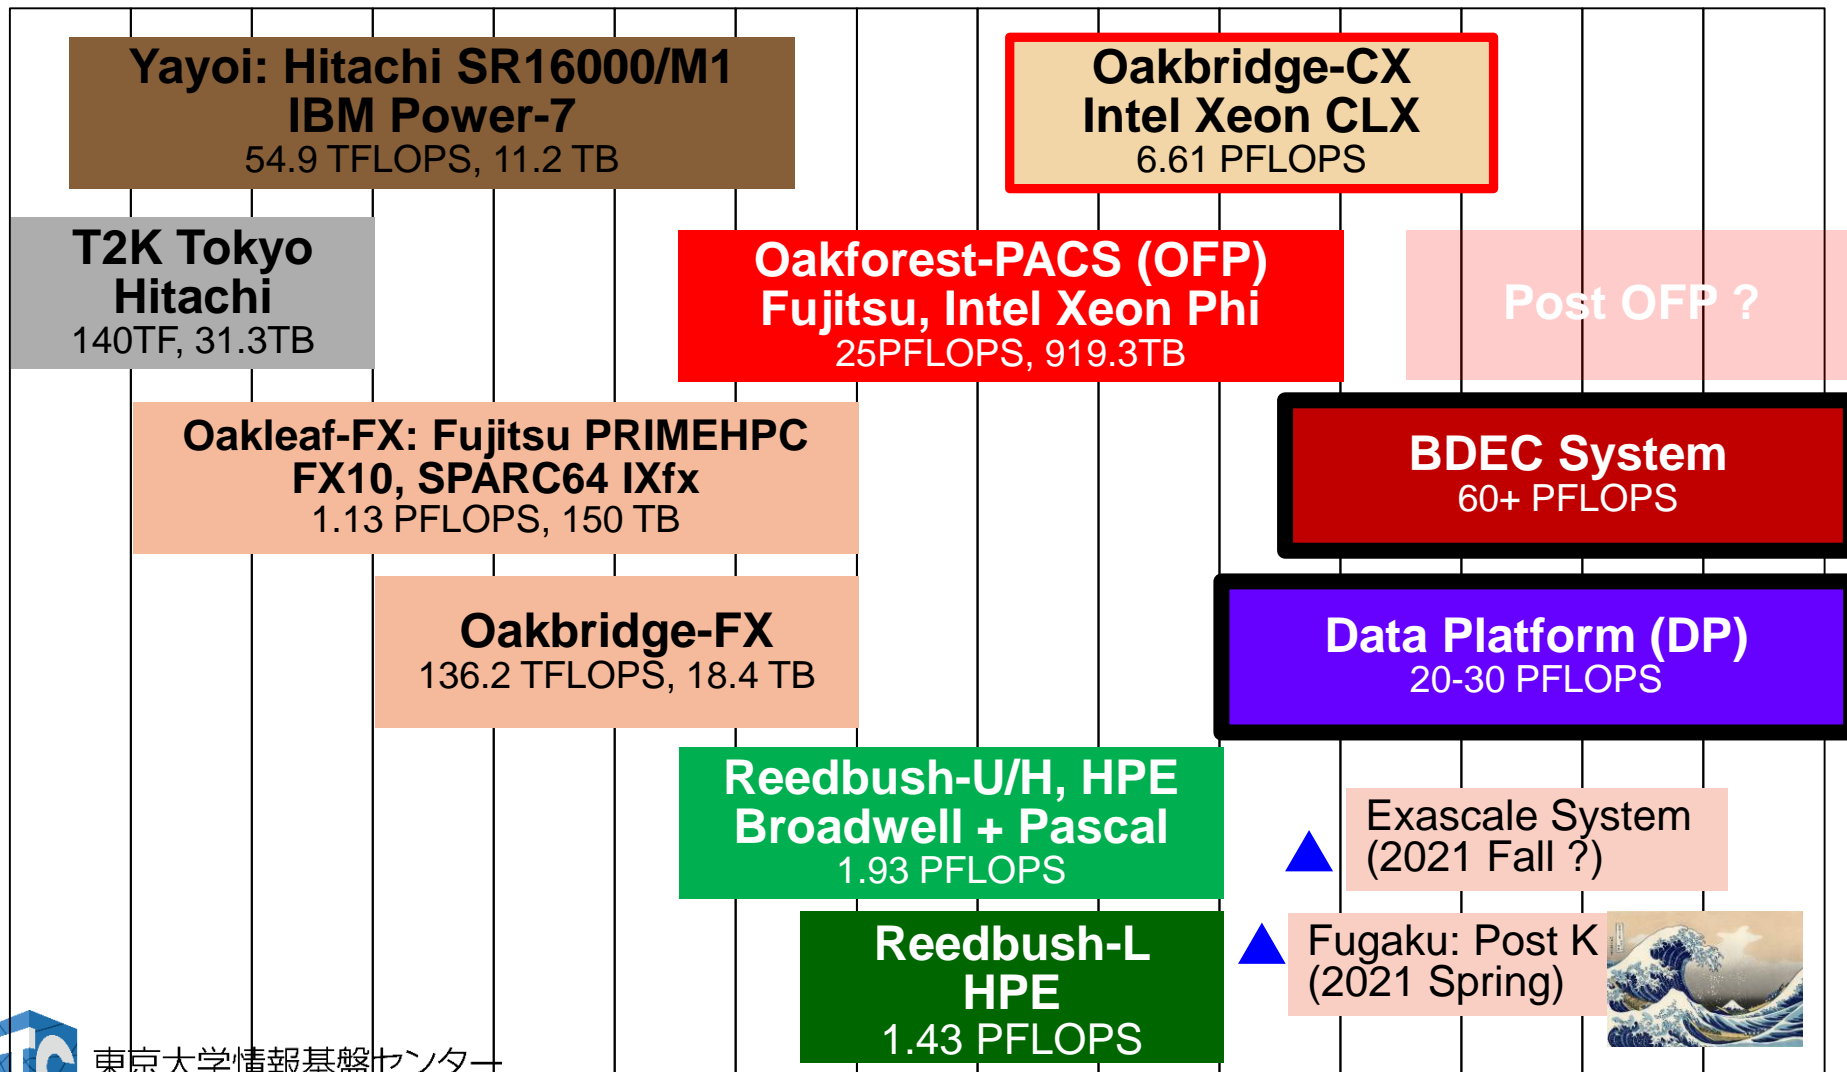 Yayoi: Hitachi SR16000/M1
IBM Power-7
54.9 TFLOPS, 11.2 TB
Oakbridge-CX
Intel Xeon CLX
6.61 PFLOPS
T2K Tokyo
Hitachi
140TF, 31.3TB
Oakforest-PACS (OFP)
Fujitsu, Intel Xeon Phi
25PFLOPS, 919.3TB
Post OFP ?
Oakleaf-FX: Fujitsu PRIMEHPC
FX10, SPARC64 IXfx
1.13 PFLOPS, 150 TB
BDEC System
60+ PFLOPS
Oakbridge-FX
136.2 TFLOPS, 18.4 TB
Data Platform (DP)
20-30 PFLOPS
Reedbush-U/H, HPE
Broadwell + Pascal
1.93 PFLOPS
Exascale System
(2021 Fall ?)
Reedbush-L
HPE
1.43 PFLOPS
Fugaku: Post K
(2021 Spring)
東京大学情報基盤センター